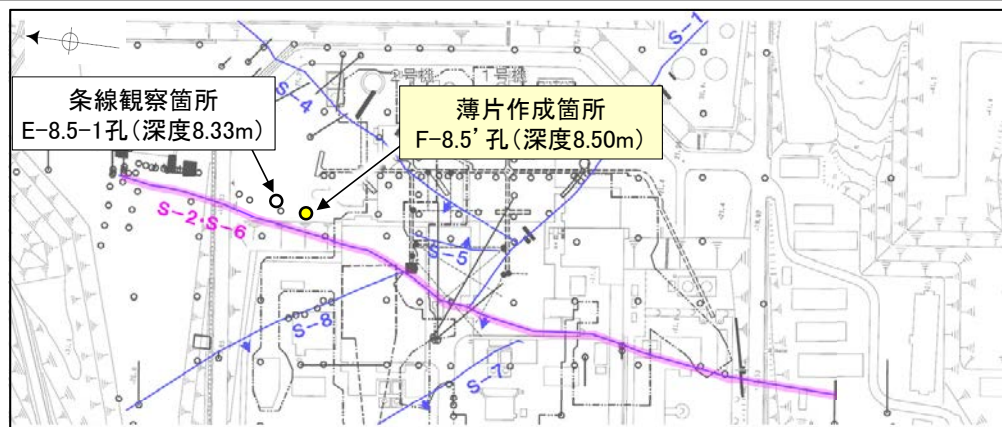 条線観察箇所
E-8.5-1孔(深度8.33m)
薄片作成箇所
F-8.5’孔(深度8.50m)
2号機
1号機
S-1
S-4
S-2・S-6
S-5
S-8
S-7